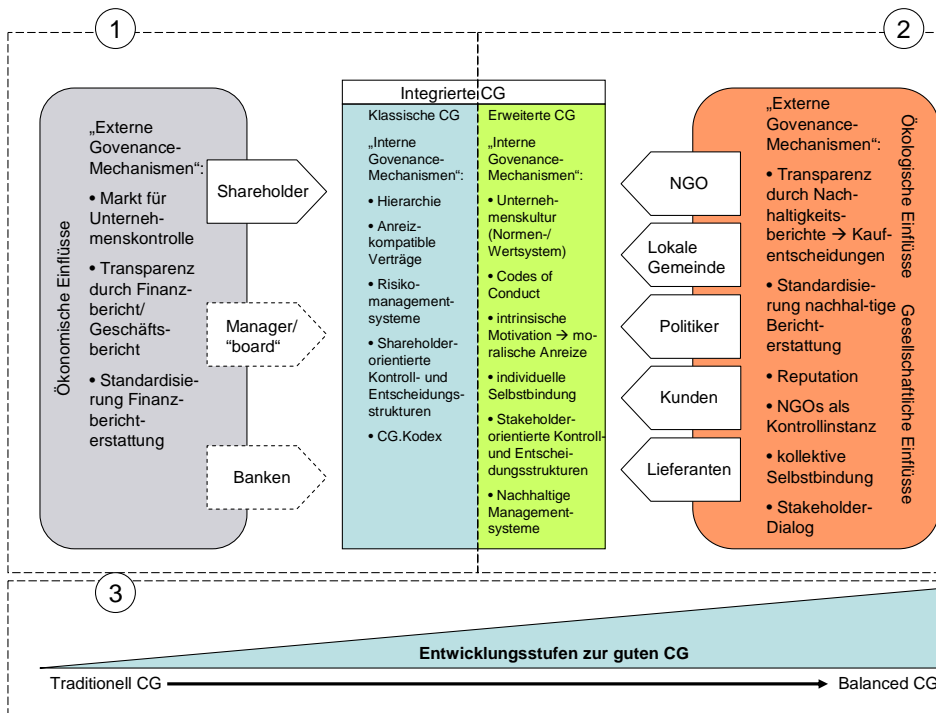 1
2
Ökonomische Einflüsse
„Externe
Govenance-
Mechanismen“:
• Markt für
Unterneh-
menskontrolle
• Transparenz
durch Finanz-
bericht/
Geschäfts-
bericht
• Standardisie-
rung Finanz-
bericht-
erstattung
Shareholder
Manager/
“board“
Banken
Integrierte CG
Klassische CG
„Interne
Govenance-
Mechanismen“:
• Hierarchie
• Anreiz-
kompatible
Verträge
• Risiko-
management-
systeme
• Shareholder-
orientierte
Kontroll- und
Entscheidungs-
strukturen
• CG.Kodex
Erweiterte CG
„Interne
Govenance-
Mechanismen“:
• Unter-
nehmenskultur
(Normen-/
Wertsystem)
• Codes of
Conduct
• intrinsische
Motivation → mo-
ralische Anreize
• individuelle
Selbstbindung
• Stakeholder-
orientierte Kontroll-
und Entschei-
dungsstrukturen
• Nachhaltige
Management-
systeme
NGO
Lokale
Gemeinde
Politiker
Kunden
Lieferanten
„Externe
Govenance-
Mechanismen“:
• Transparenz
durch Nach-
haltigkeits-
berichte → Kauf-
entscheidungen
• Standardisie-
rung nachhal-tige
Bericht-
erstattung
• Reputation
• NGOs als
Kontrollinstanz
• kollektive
Selbstbindung
• Stakeholder-
Dialog
Ökologische Einflüsse
Gesellschaftliche Einflüsse
3
Entwicklungsstufen zur guten CG
Traditionell CG
Balanced CG